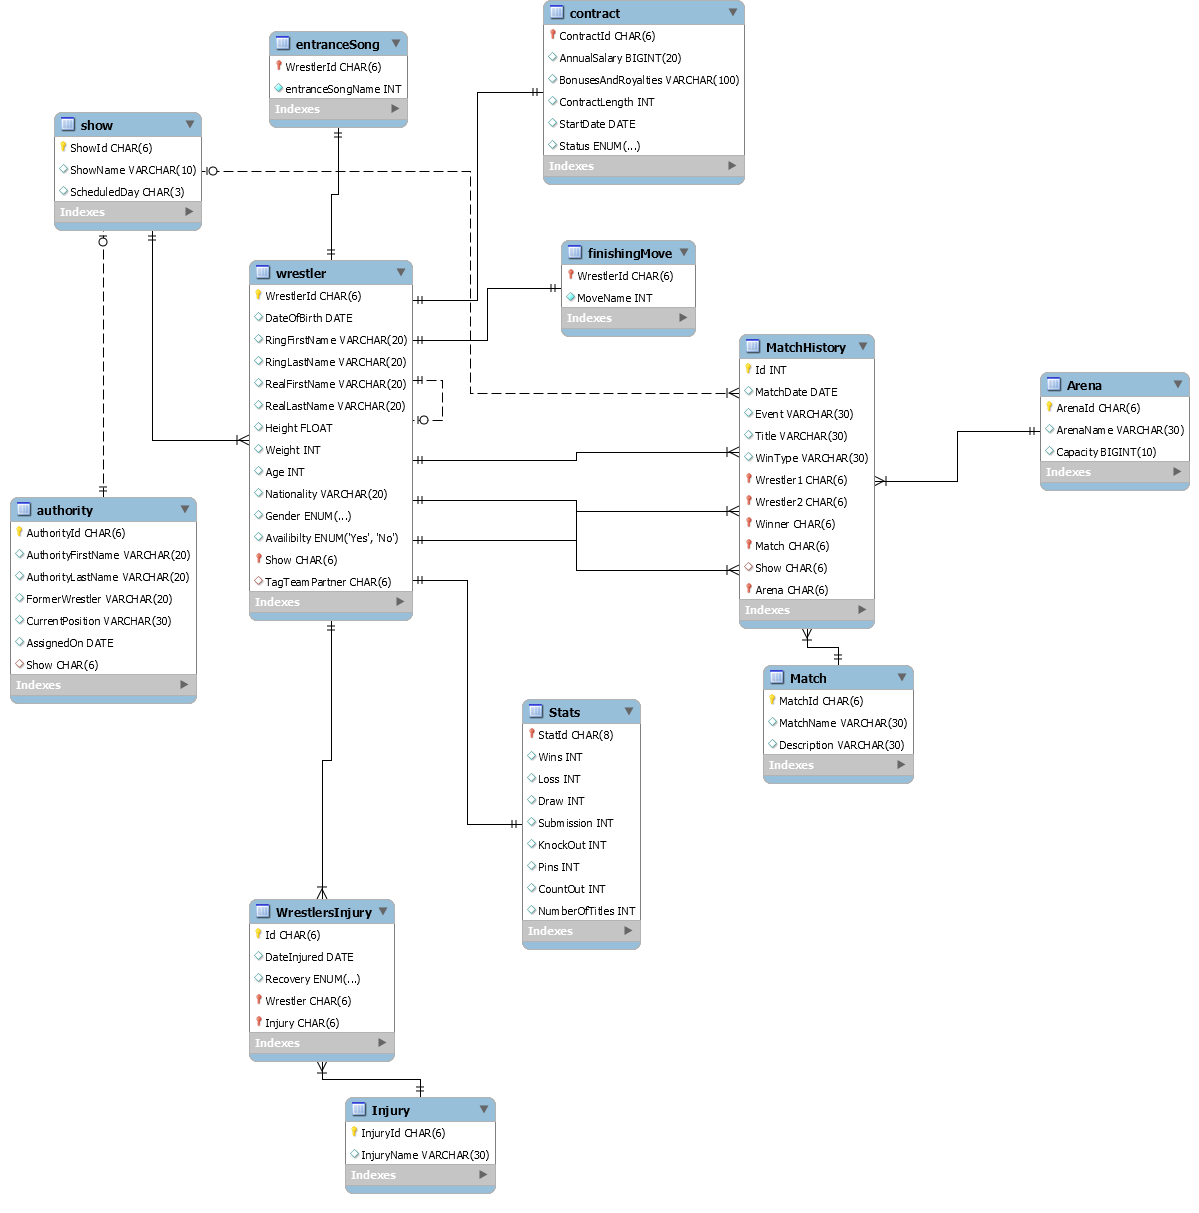 contract
ContractId CHAR(6)
AnnualSalary BIGINT(20)
BonusesAndRoyalties VARCHAR(100)
ContractLength INT
StartDate DATE
Status ENUM(...)
Indexes
entranceSong
WrestlerId CHAR(6)
entranceSongName INT
Indexes
show
ShowId CHAR(6)
ShowName VARCHAR(10)
ScheduledDay CHAR(3)
Indexes
finishingMove
WrestlerId CHAR(6)
MoveName INT
Indexes
wrestler
WrestlerId CHAR(6)
DateOfBirth DATE
RingFirstName VARCHAR(20)
RingLastName VARCHAR(20)
RealFirstName VARCHAR(20)
RealLastName VARCHAR(20)
Height FLOAT
Weight INT
Age INT
Nationality VARCHAR(20)
Gender ENUM(...)
Availibilty ENUM('Yes', 'No')
Show CHAR(6)
TagTeamPartner CHAR(6)
Indexes
MatchHistory
Id INT
MatchDate DATE
Event VARCHAR(30)
Title VARCHAR(30)
WinType VARCHAR(30)
Wrestler1 CHAR(6)
Wrestler2 CHAR(6)
Winner CHAR(6)
Match CHAR(6)
Show CHAR(6)
Arena CHAR(6)
Indexes
Arena
ArenaId CHAR(6)
ArenaName VARCHAR(30)
Capacity BIGINT(10)
Indexes
authority
AuthorityId CHAR(6)
AuthorityFirstName VARCHAR(20)
AuthorityLastName VARCHAR(20)
FormerWrestler VARCHAR(20)
CurrentPosition VARCHAR(30)
AssignedOn DATE
Show CHAR(6)
Indexes
Match
MatchId CHAR(6)
MatchName VARCHAR(30)
Description VARCHAR(30)
Indexes
Stats
StatId CHAR(8)
Wins INT
Loss INT
Draw INT
Submission INT
KnockOut INT
Pins INT
CountOut INT
NumberOfTitles INT
Indexes
WrestlersInjury
Id CHAR(6)
DateInjured DATE
Recovery ENUM(...)
Wrestler CHAR(6)
Injury CHAR(6)
Indexes
Injury
InjuryId CHAR(6)
InjuryName VARCHAR(30)
Indexes